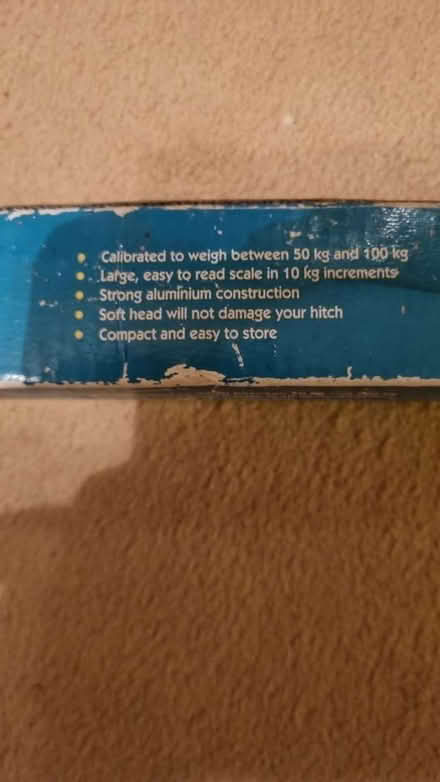 Calibrated to weigh between 50 kg and 100 kg
Large, easy to read scale in 10 kg increments
Strong aluminium construction
Soft head will not damage your hitch
Compact and easy to store